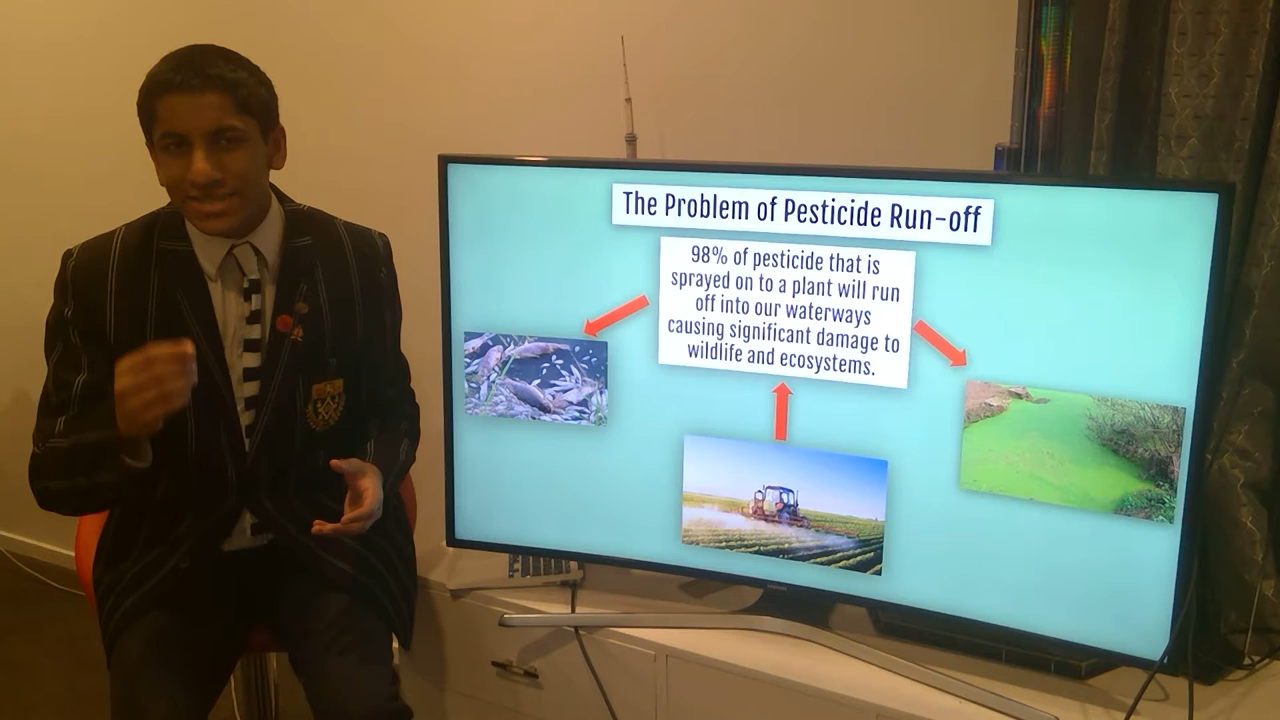 The Problem of Pesticide Run-off
98% of pesticide that is
sprayed on to a plant will run
off into our waterways
causing significant damage to
wildlife and ecosystems.